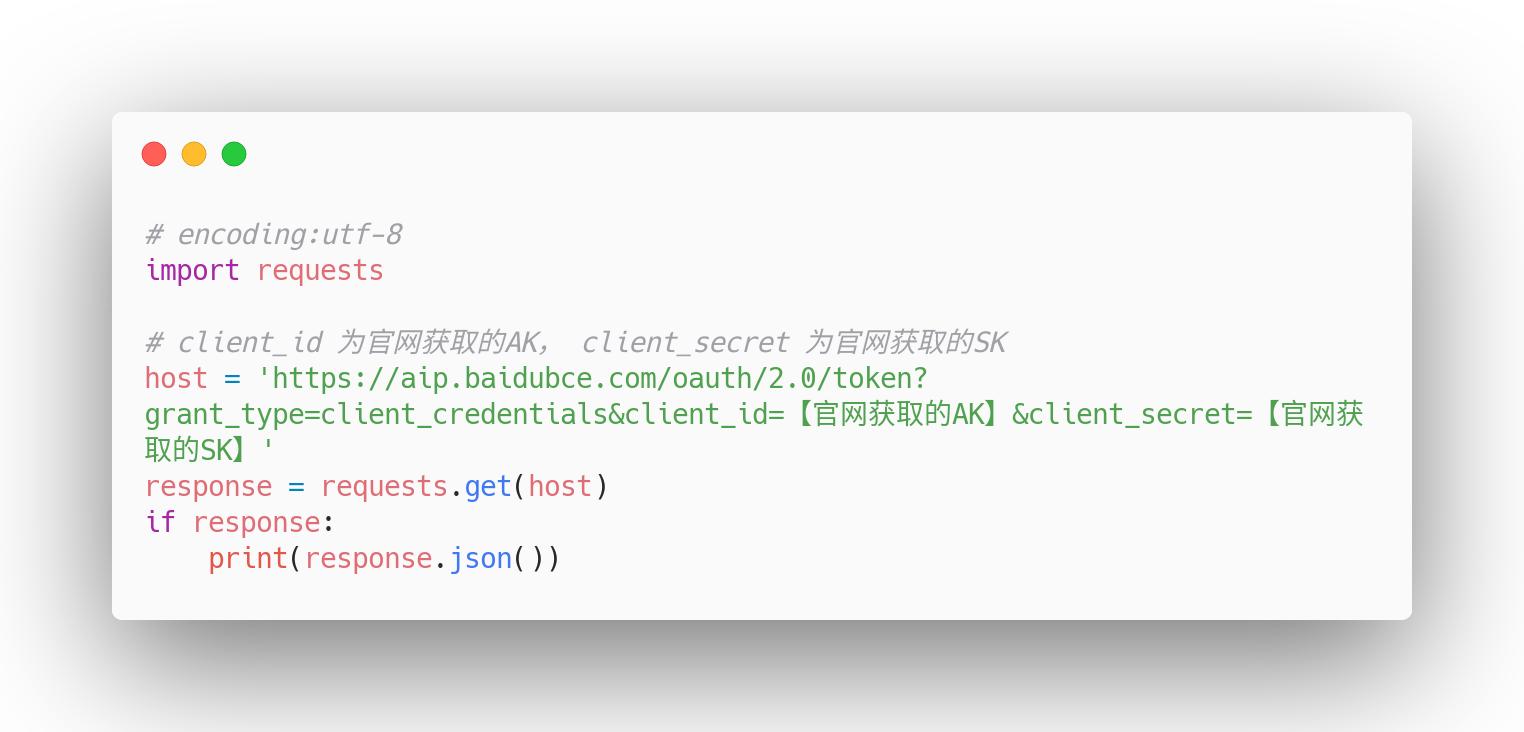 # encoding:utf-8
import requests

# client_id 为官网获取的AK， client_secret 为官网获取的SK
host = 'https://aip.baidubce.com/oauth/2.0/token?
grant_type=client_credentials&client_id=【官网获取的AK】&client_secret=【官网获
取的SK】'
response = requests.get(host)
if response:
    print(response.json())